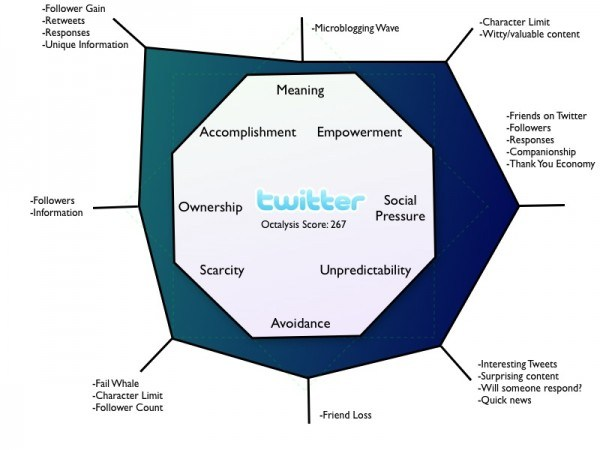 -Follower Gain
-Retweets
-Responses
-Unique Information
-Microblogging Wave
-Character Limit
-Witty/valuable content
Meaning
Accomplishment
Empowerment
-Friends on Twitter
-Followers
-Responses
-Companionship
-Thank You Economy
-Followers
-Information
Ownership
twitter
Octalysis Score: 267
Social
Pressure
Scarcity
Unpredictability
Avoidance
-Fail Whale
-Character Limit
-Follower Count
-Friend Loss
-Interesting Tweets
-Surprising content
-Will someone respond?
-Quick news